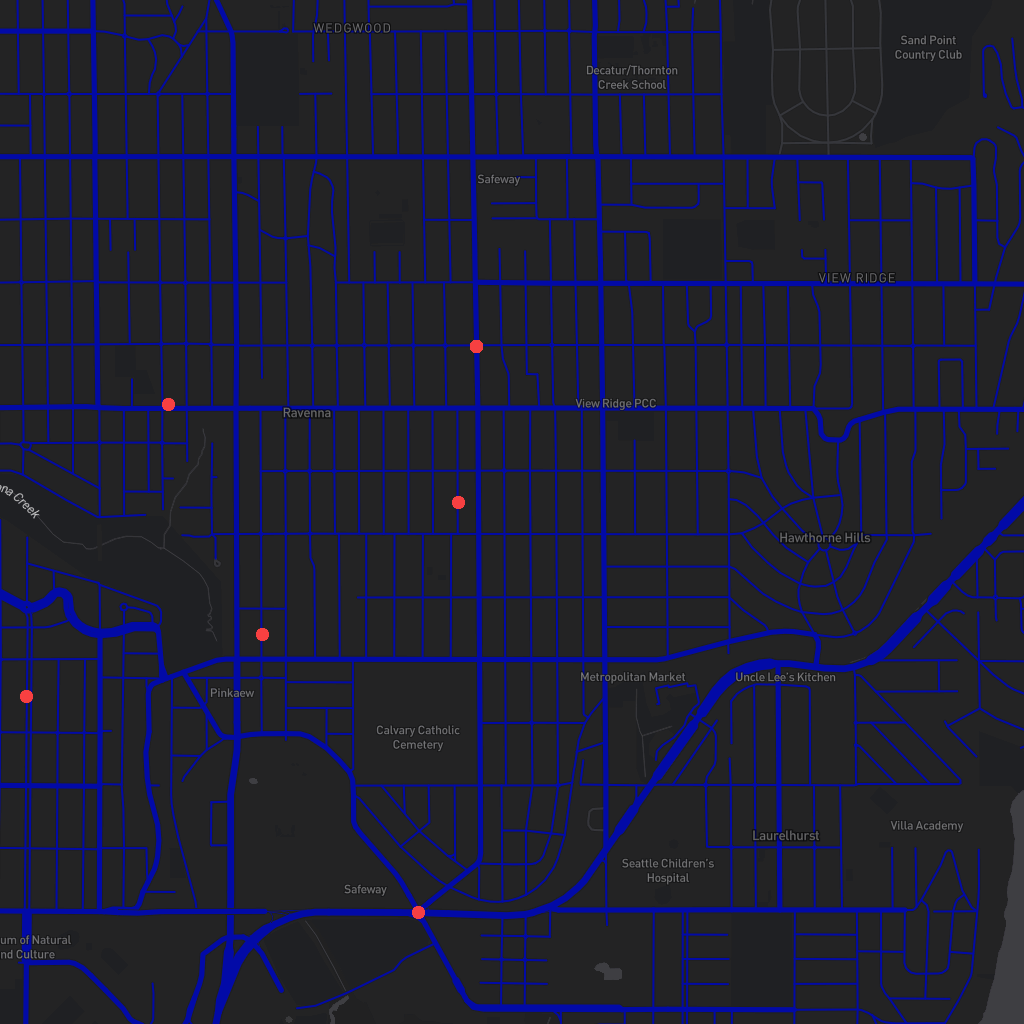 WEDGWOOD
Sand Point
Country Club
Decatur/Thornton
Creek School
Safeway
VIEW RIDGE
View Ridge PCC
Ravenna
Creek
Hawthorne Hills
Metropolitan Market
Uncle Lee's Kitchen
Pinkaew
Calvary Catholic
Cemetery
Villa Academy
Laurelhurst
Seattle Children's
Hospital
Safeway
um of Natural
nd Culture